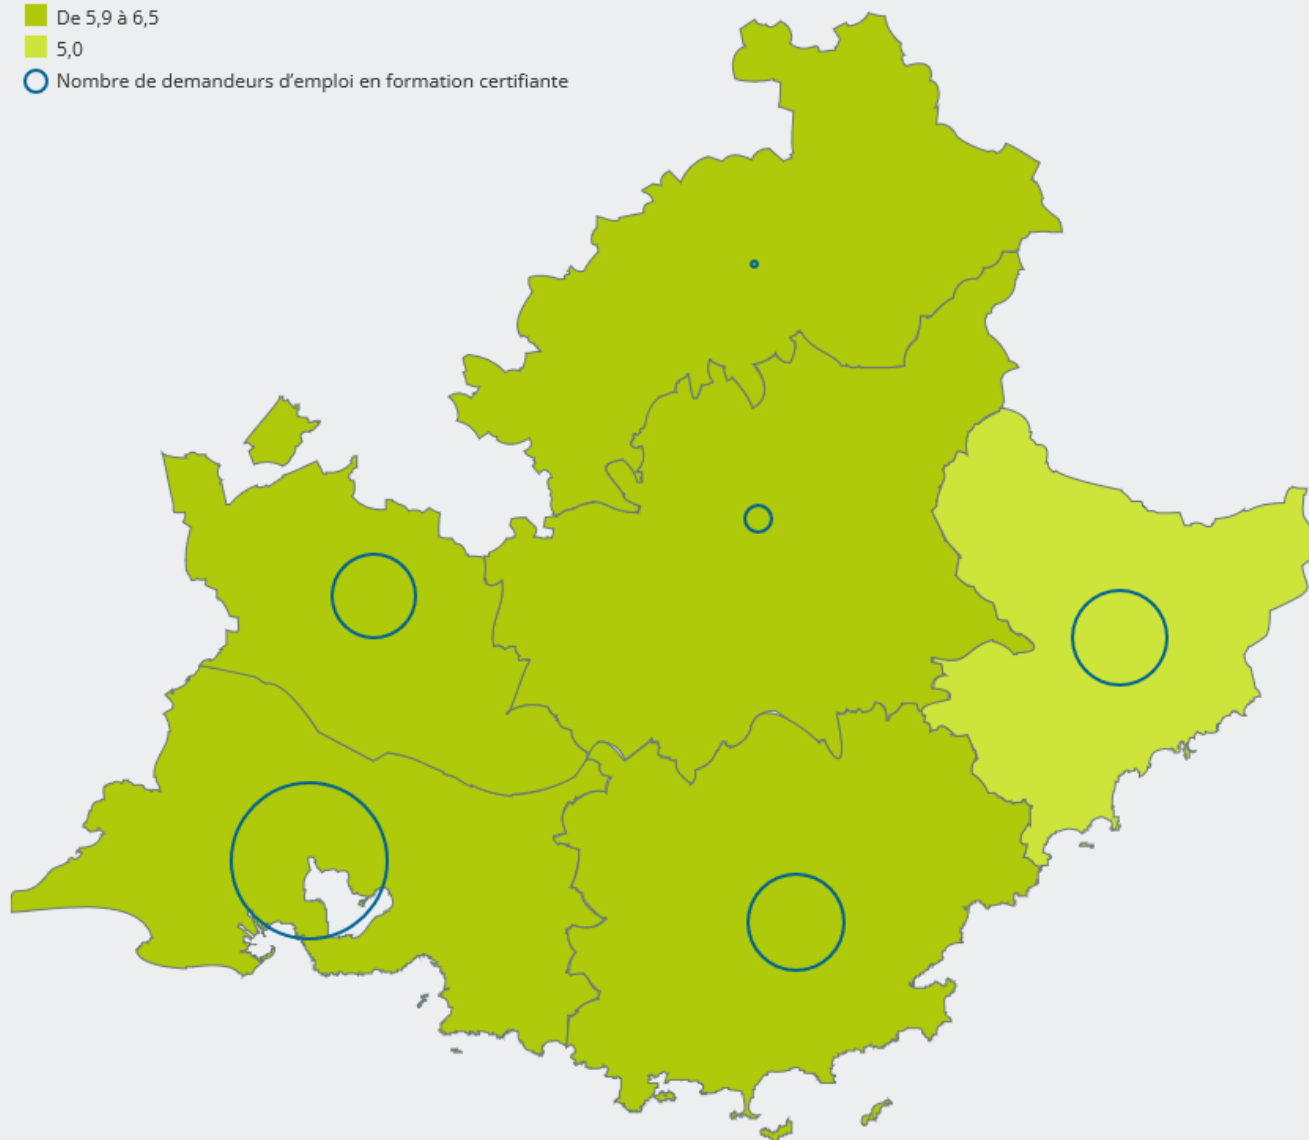 De 5,9 à 6,5
5,0
Nombre de demandeurs d’emploi en formation certifiante